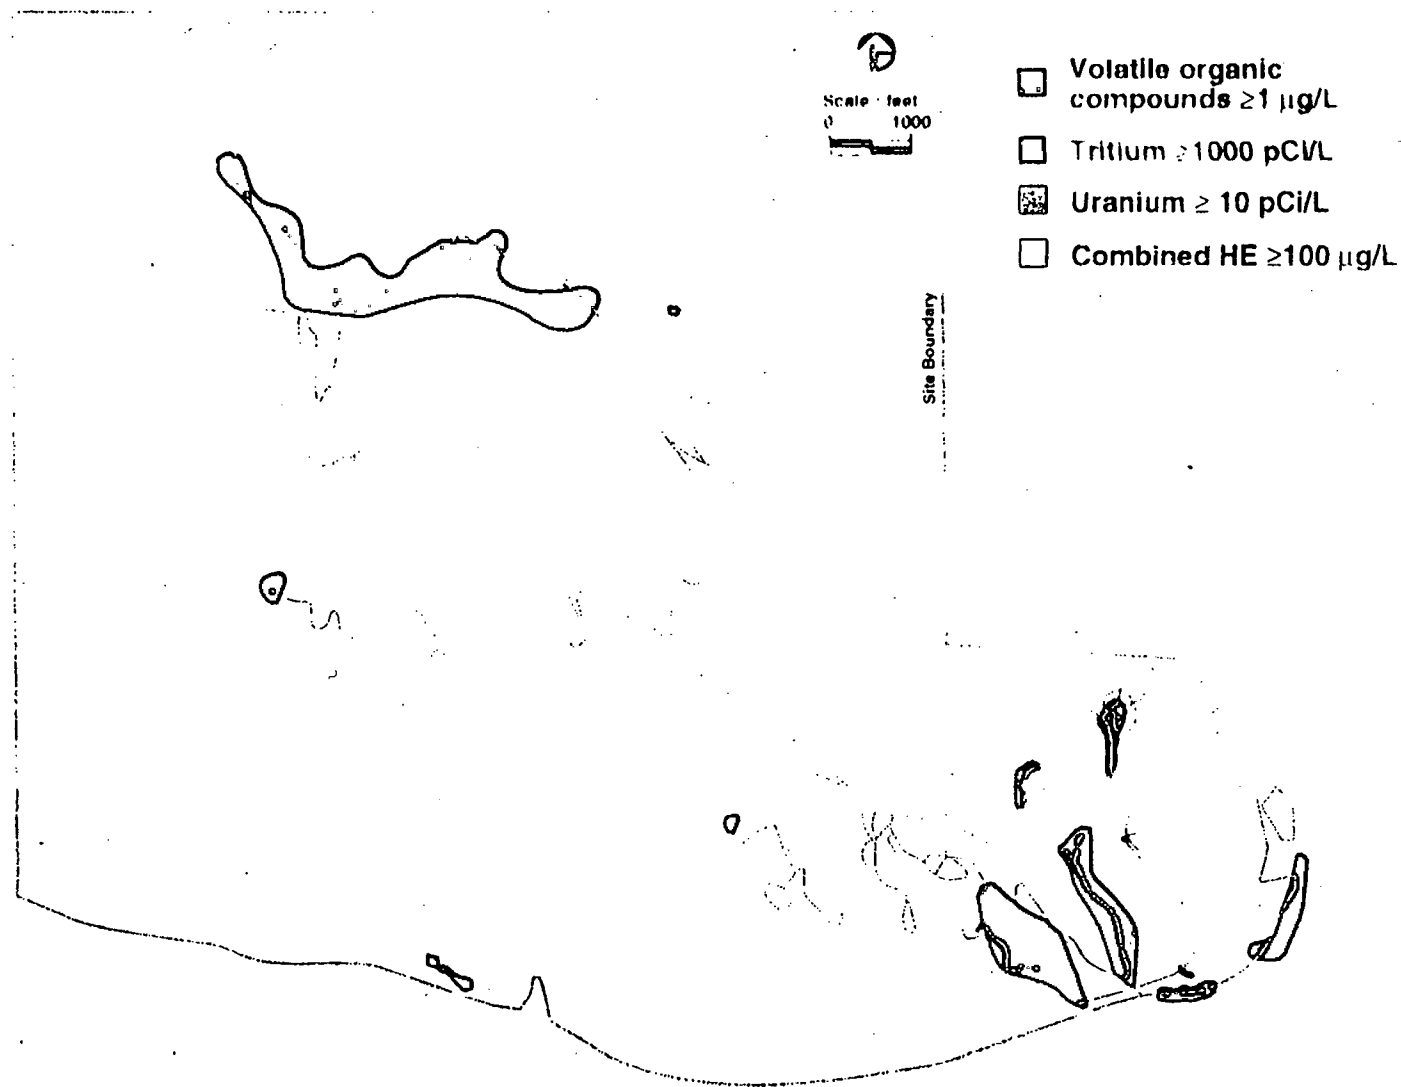 Scale : feet
0 1000
Volatile organic
compounds ≥1 µg/L
Tritium ≥1000 pCi/L
Uranium ≥ 10 pCi/L
Combined HE ≥100 µg/L
Site Boundary